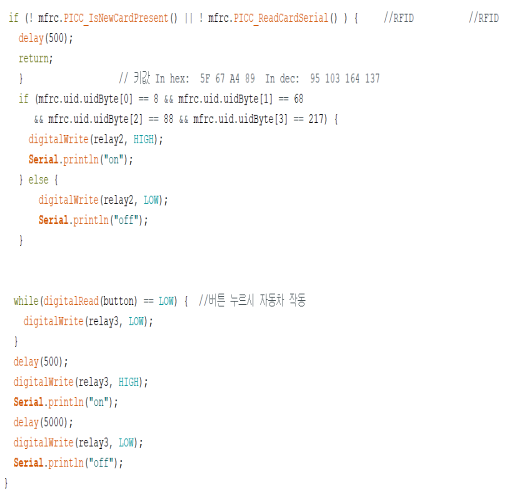 if (! mfrc.PICC_IsNewCardPresent() || ! mfrc.PICC_ReadCardSerial() ) {     //RFID          //RFID
delay(500);
return;
}                // 키값 In hex:  5F 67 A4 89  In dec:  95 103 164 137
if (mfrc.uid.uidByte[0] == 8 && mfrc.uid.uidByte[1] == 68
&& mfrc.uid.uidByte[2] == 88 && mfrc.uid.uidByte[3] == 217) {
digitalWrite(relay2, HIGH);
Serial.println("on");
} else {
digitalWrite(relay2, LOW);
Serial.println("off");
}
while(digitalRead(button) == LOW) {  //버튼 누르시 자동차 작동
digitalWrite(relay3, LOW);
}
delay(500);
digitalWrite(relay3, HIGH);
Serial.println("on");
delay(5000);
digitalWrite(relay3, LOW);
Serial.println("off");
}